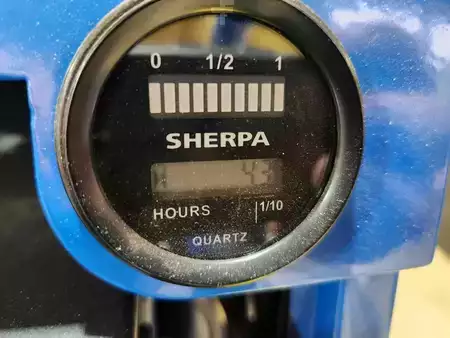 0 1/2 1
SHERPA
43
HOURS 1/10
QUARTZ